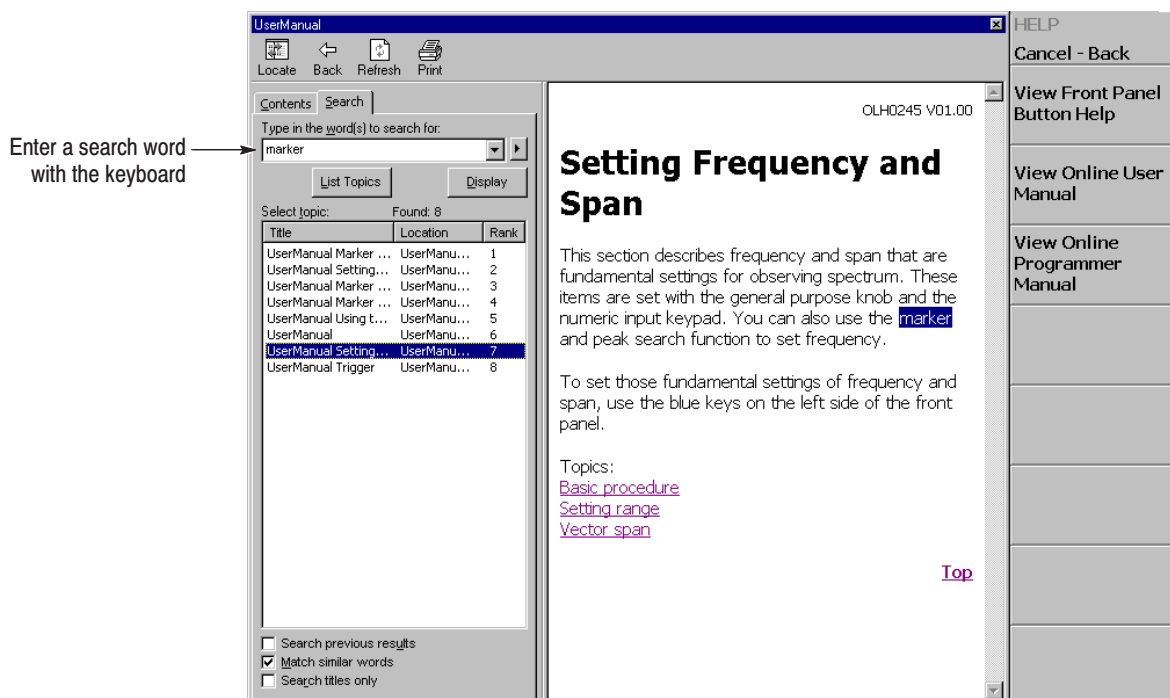 Enter a search word
with the keyboard
UserManual
Locate Back Refresh Print
Contents Search
Type in the word(s) to search for:
marker
List Topics Display
Select topic: Found: 8
Title Location Rank
UserManual Marker ... UserManu... 1
UserManual Setting... UserManu... 2
UserManual Marker ... UserManu... 3
UserManual Marker ... UserManu... 4
UserManual Using t... UserManu... 5
UserManual UserManu... 6
UserManual Setting... UserManu... 7
UserManual Trigger UserManu... 8
Search previous results
Match similar words
Search titles only
OLH0245 V01.00
Setting Frequency and
Span
This section describes frequency and span that are
fundamental settings for observing spectrum. These
items are set with the general purpose knob and the
numeric input keypad. You can also use the marker
and peak search function to set frequency.
To set those fundamental settings of frequency and
span, use the blue keys on the left side of the front
panel.
Topics:
Basic procedure
Setting range
Vector span
Top
HELP
Cancel - Back
View Front Panel
Button Help
View Online User
Manual
View Online
Programmer
Manual